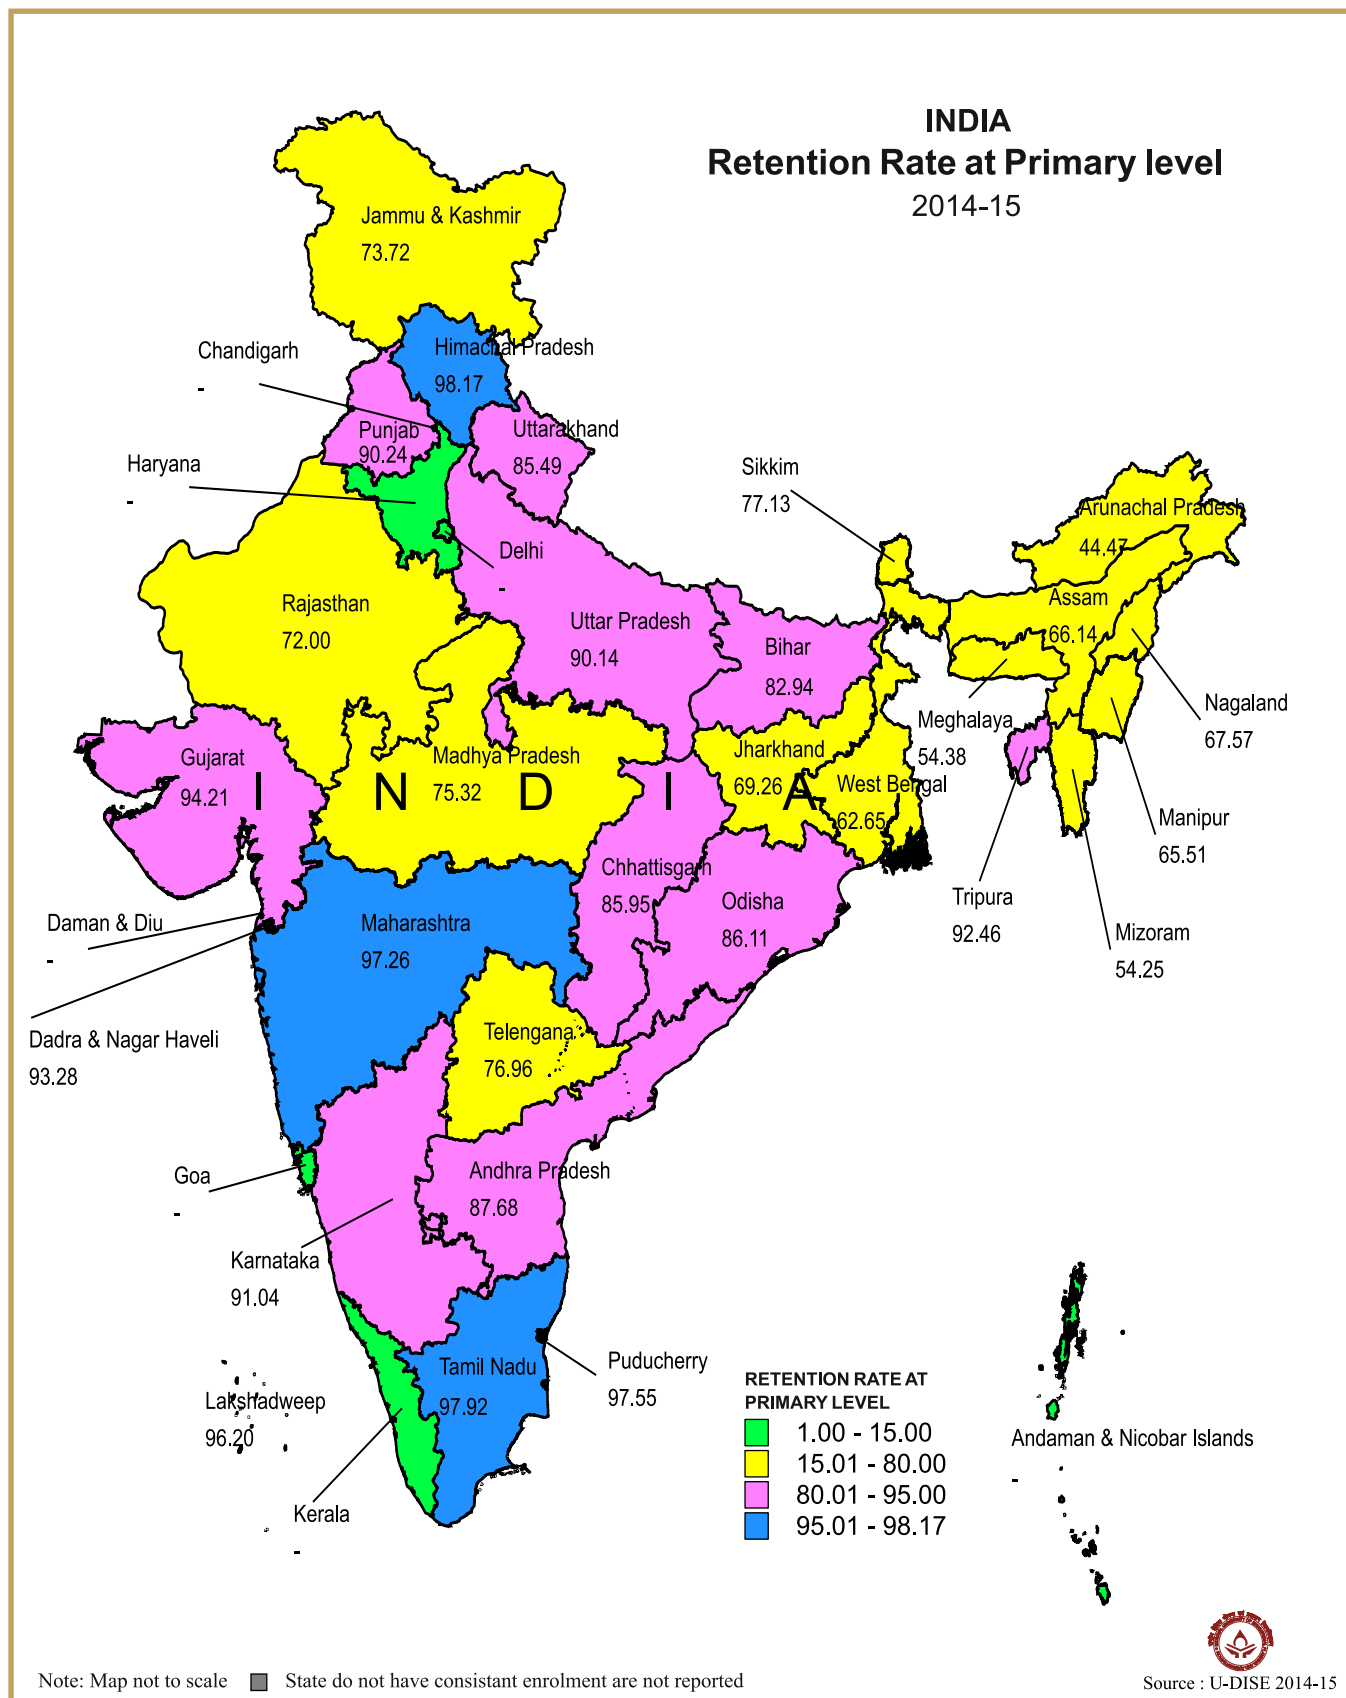 INDIA
Retention Rate at Primary level
2014-15
Jammu & Kashmir
73.72
Chandigarh
-
Himachal Pradesh
98.17
Punjab
90.24
Uttarakhand
85.49
Haryana
-
Sikkim
77.13
Arunachal Pradesh
44.47
Delhi
-
Rajasthan
72.00
Uttar Pradesh
90.14
Bihar
82.94
Assam
66.14
Nagaland
67.57
Meghalaya
54.38
Gujarat
94.21
Madhya Pradesh
75.32
Jharkhand
69.26
West Bengal
62.65
I N D I A
Manipur
65.51
Chhattisgarh
85.95
Odisha
86.11
Tripura
92.46
Mizoram
54.25
Daman & Diu
-
Maharashtra
97.26
Dadra & Nagar Haveli
93.28
Telengana
76.96
Goa
-
Andhra Pradesh
87.68
Karnataka
91.04
Tamil Nadu
97.92
Puducherry
97.55
Lakshadweep
96.20
Kerala
-
RETENTION RATE AT
PRIMARY LEVEL
1.00 - 15.00
15.01 - 80.00
80.01 - 95.00
95.01 - 98.17
Andaman & Nicobar Islands
-
Note: Map not to scale
State do not have consistant enrolment are not reported
Source : U-DISE 2014-15